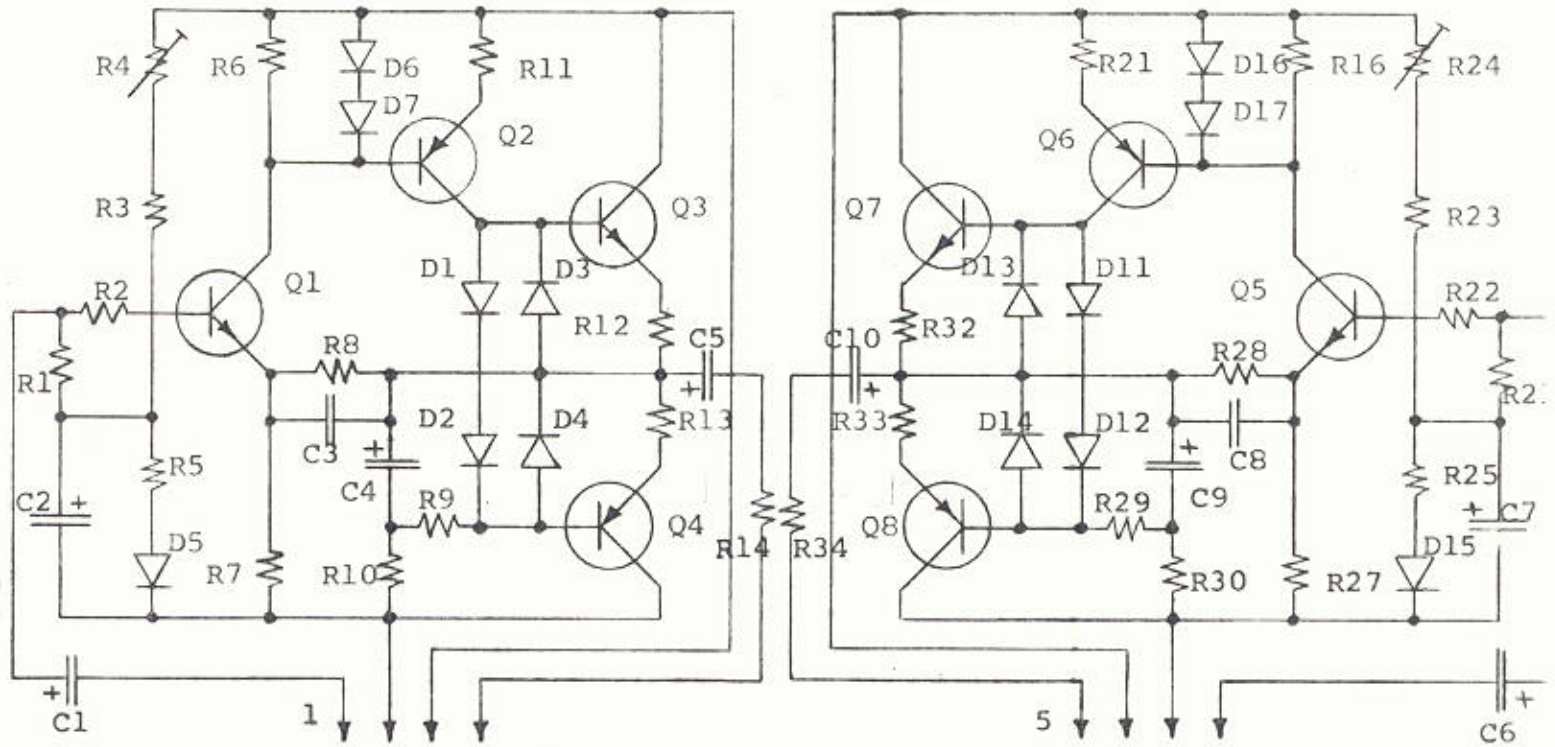 R4 R6 D6 R11 R21 D16 R16 R24
D7 Q2 Q6 D17
R3 Q3 Q7 R23
R2 Q1 D1 D3 D13 D11 Q5 R22
R8 R12 C5 C10 R32 R28
R1 D2 D4 R13 R33 D14 D12
C3 R5 C4 C8 R25
C2 + R9 Q4 Q8 R29 C9 C7
D5 R7 R10 R14 R34 R30 R27 D15
+ + + + + + +
C1 1 5 C6